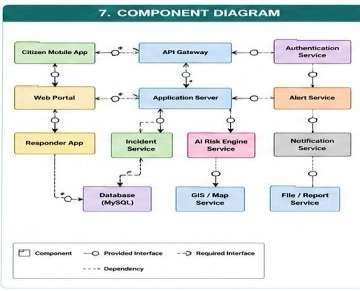 7. COMPONENT DIAGRAM
Citizen Mobile App
API Gateway
Authentication
Service
Web Portal
Application Server
Alert Service
Responder App
Incident
Service
AI Risk Engine
Service
Notification
Service
Database
(MySQL)
GIS / Map
Service
File / Report
Service
Component
Provided Interface
Required Interface
Dependency